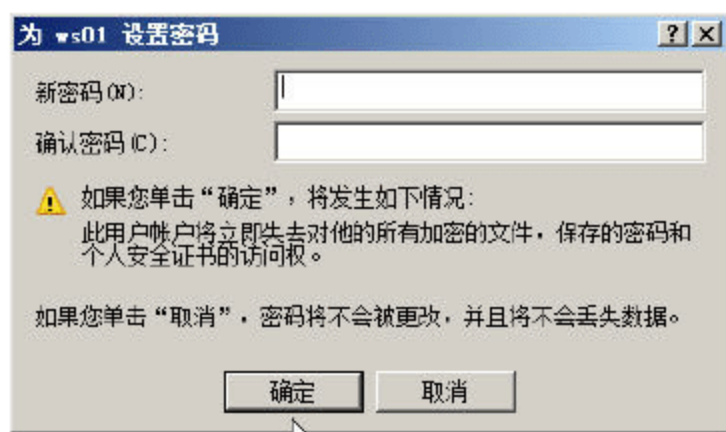 为 ws01 设置密码
新密码(N):
确认密码(C):
如果您单击“确定”，将发生如下情况:
此用户帐户将立即失去对他的所有加密的文件，保存的密码和
个人安全证书的访问权。
如果您单击“取消”，密码将不会被更改，并且将不会丢失数据。
确定 取消